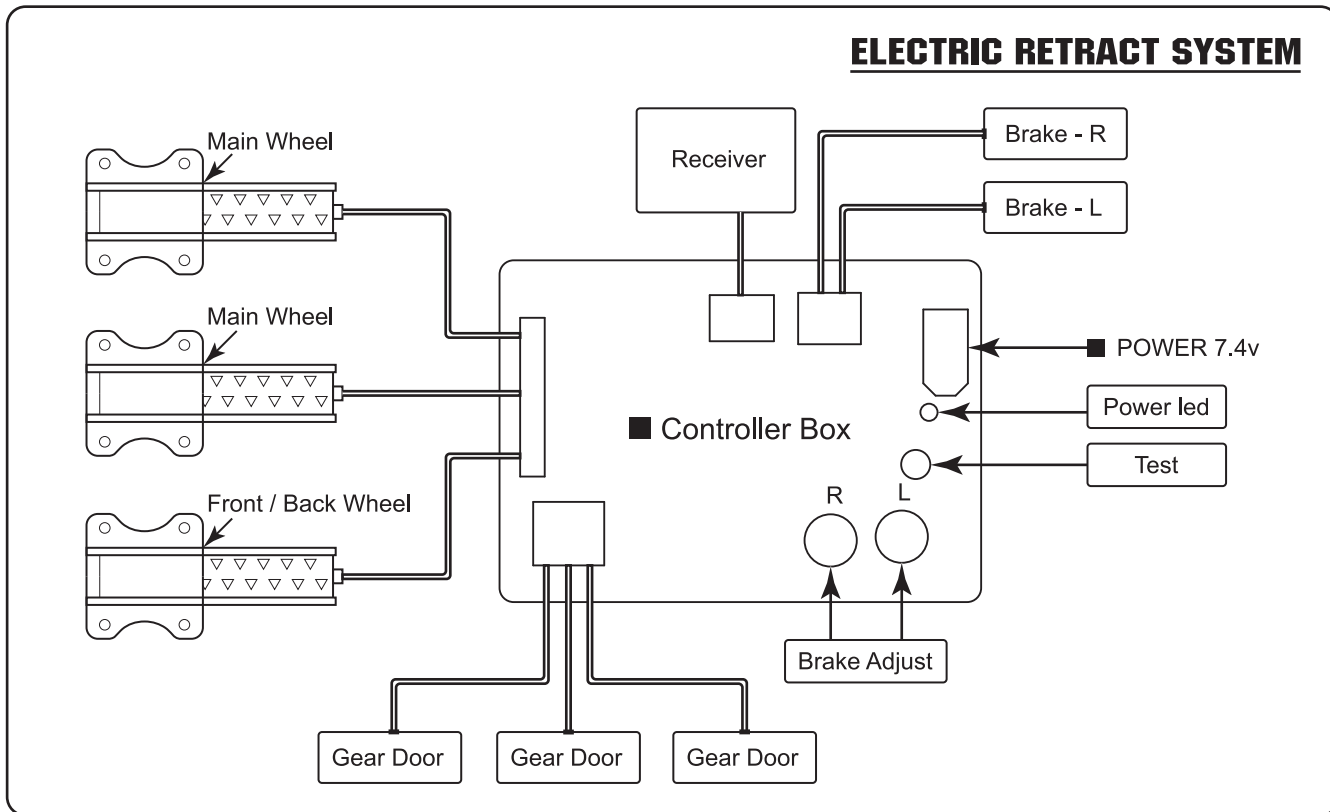 ELECTRIC RETRACT SYSTEM
Main Wheel
Receiver
Brake - R
Brake - L
Main Wheel
POWER 7.4v
Power led
Controller Box
Test
Front / Back Wheel
R
L
Brake Adjust
Gear Door
Gear Door
Gear Door